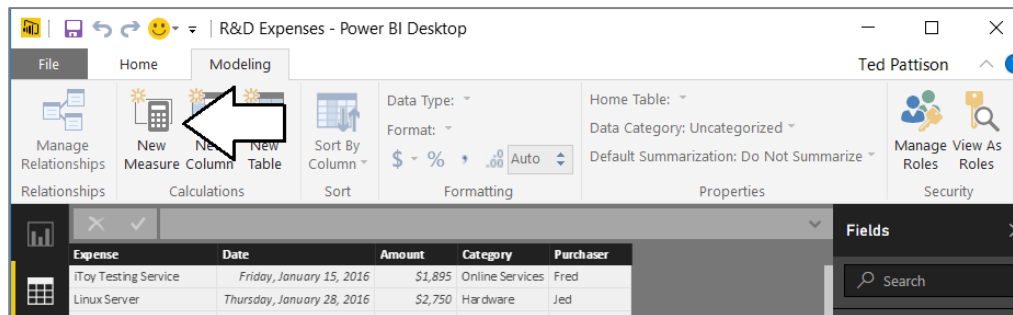 R&D Expenses - Power BI Desktop
File Home Modeling Ted Pattison
Manage Relationships
New Measure
Column
New Table
Sort By Column
Data Type:
Format:
$ - % , .00 Auto
Home Table:
Data Category: Uncategorized
Default Summarization: Do Not Summarize
Manage Roles
View As Roles
Relationships Calculations Sort Formatting Properties Security
Fields
Expense Date Amount Category Purchaser
Search
iToy Testing Service Friday, January 15, 2016 $1,895 Online Services Fred
Linux Server Thursday, January 28, 2016 $2,750 Hardware Jed